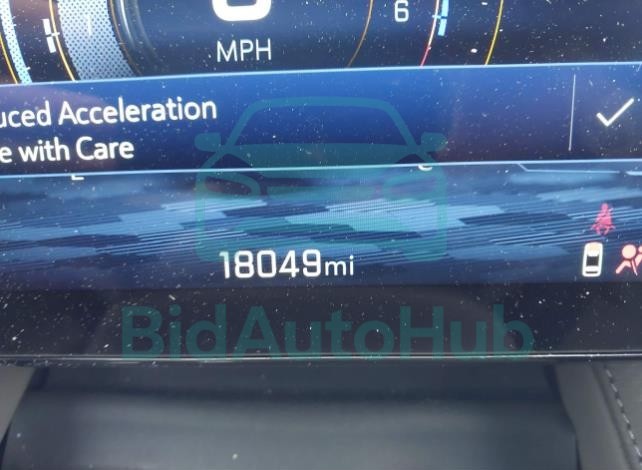 6
MPH
uced Acceleration
e with Care
18049mi
BidAutoHub